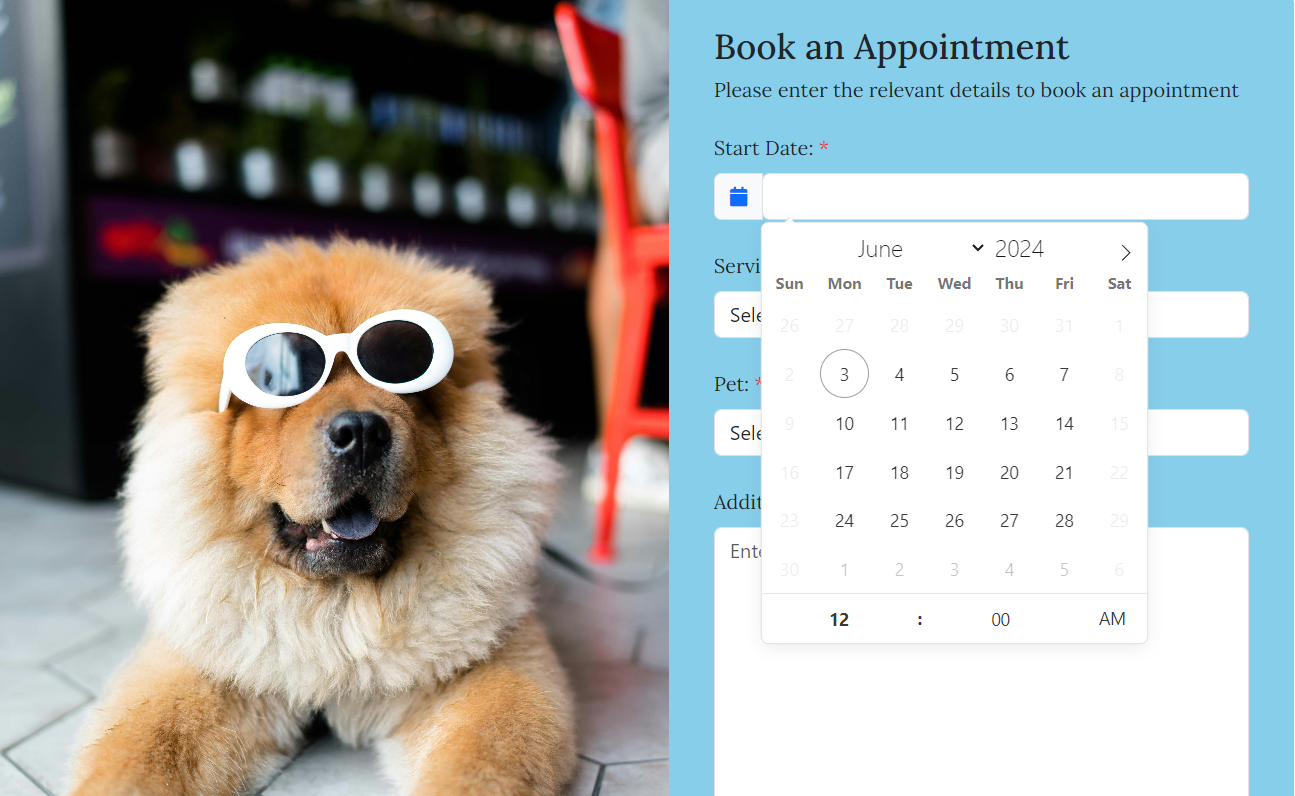 Book an Appointment
Please enter the relevant details to book an appointment
Start Date: *
June 2024
Servi
Sun Mon Tue Wed Thu Fri Sat
Sele
26 27 28 29 30 31 1
2 3 4 5 6 7 8
Pet: *
9 10 11 12 13 14 15
Sele
16 17 18 19 20 21 22
Addit
23 24 25 26 27 28 29
Ente
30 1 2 3 4 5 6
12 : 00 AM